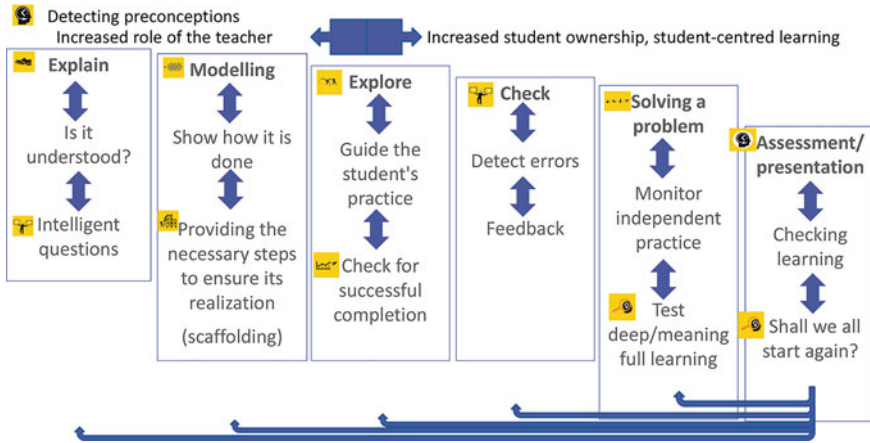 Detecting preconceptions
Increased role of the teacher
Increased student ownership, student-centred learning
Explain
Is it
understood?
Intelligent
questions
Modelling
Show how it is
done
Providing the
necessary steps
to ensure its
realization
(scaffolding)
Explore
Guide the
student's
practice
Check for
successful
completion
Check
Detect errors
Feedback
Solving a
problem
Monitor
independent
practice
Test
deep/meaning
full learning
Assessment/
presentation
Checking
learning
Shall we all
start again?